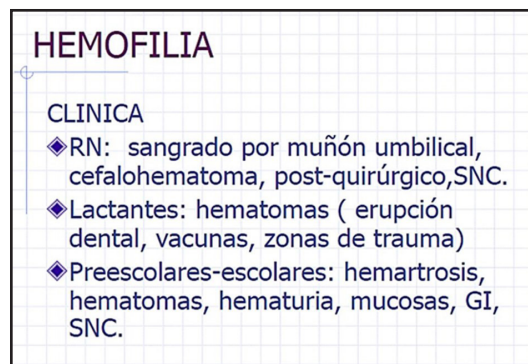 HEMOFILIA
CLINICA
RN: sangrado por muñón umbilical,
cefalohematoma, post-quirúrgico,SNC.
Lactantes: hematomas ( erupción
dental, vacunas, zonas de trauma)
Preescolares-escolares: hemartrosis,
hematomas, hematuria, mucosas, GI,
SNC.